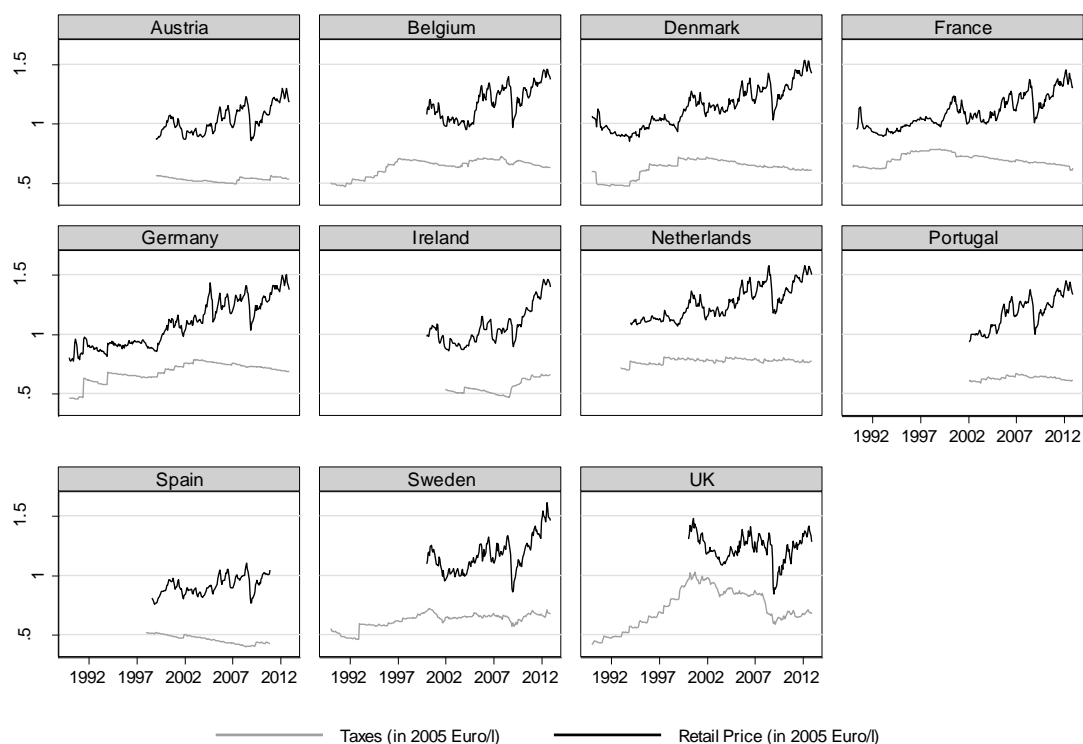 Austria Belgium Denmark France
1.5
1
.5
Germany Ireland Netherlands Portugal
1.5
1
.5
1992 1997 2002 2007 2012
Spain Sweden UK
1.5
1
.5
1992 1997 2002 2007 2012 1992 1997 2002 2007 2012 1992 1997 2002 2007 2012
Taxes (in 2005 Euro/l) Retail Price (in 2005 Euro/l)